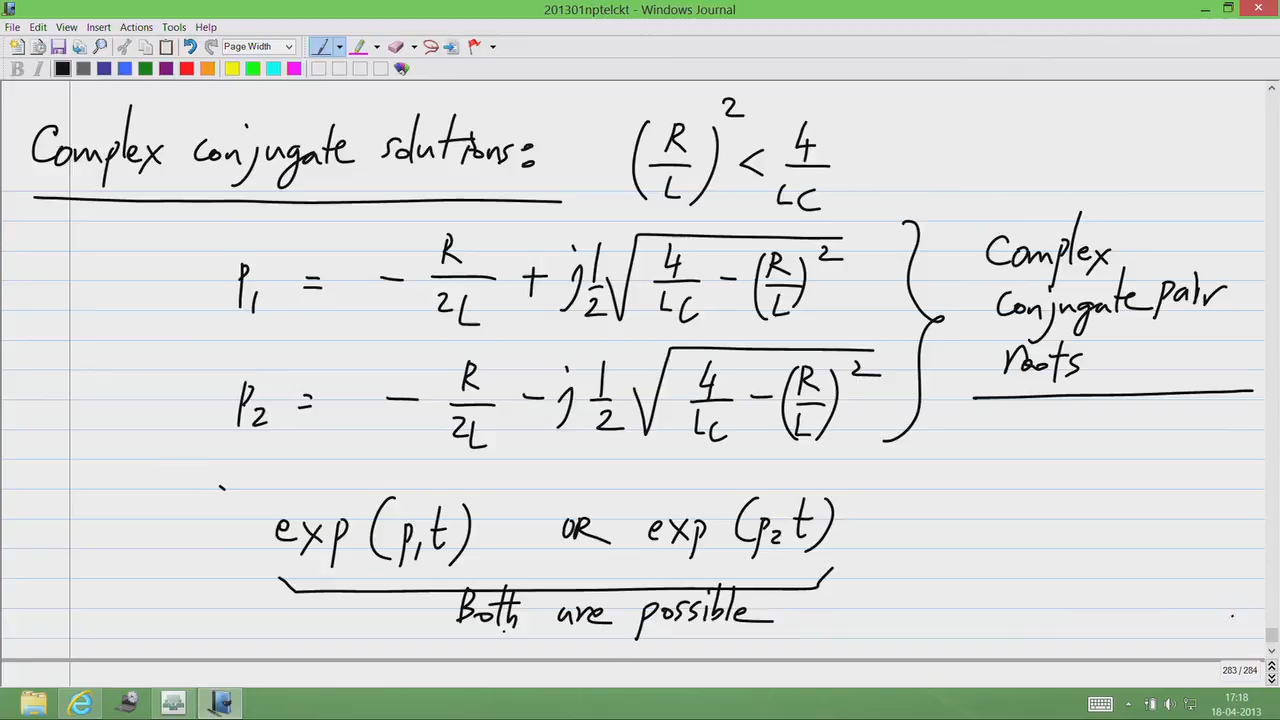 201301nptelckt - Windows Journal
File Edit View Insert Actions Tools Help
Page Width
B I
Complex conjugate solutions: (R/L)^2 < 4/LC
p1 = - R/2L + j 1/2 √(4/LC - (R/L)^2)
p2 = - R/2L - j 1/2 √(4/LC - (R/L)^2)
Complex
conjugate pair
roots
exp (p1t) OR exp (p2t)
Both are possible
283 / 284
17:18
18-04-2013